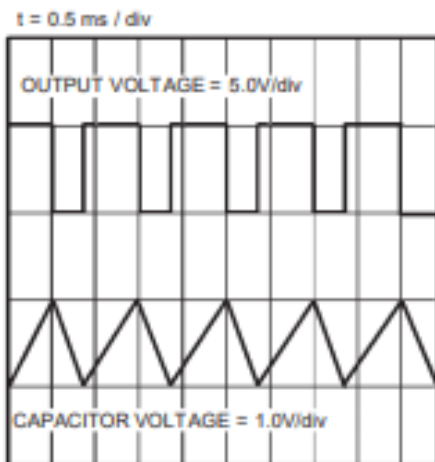 t = 0.5 ms / div
OUTPUT VOLTAGE = 5.0V/div
CAPACITOR VOLTAGE = 1.0V/div